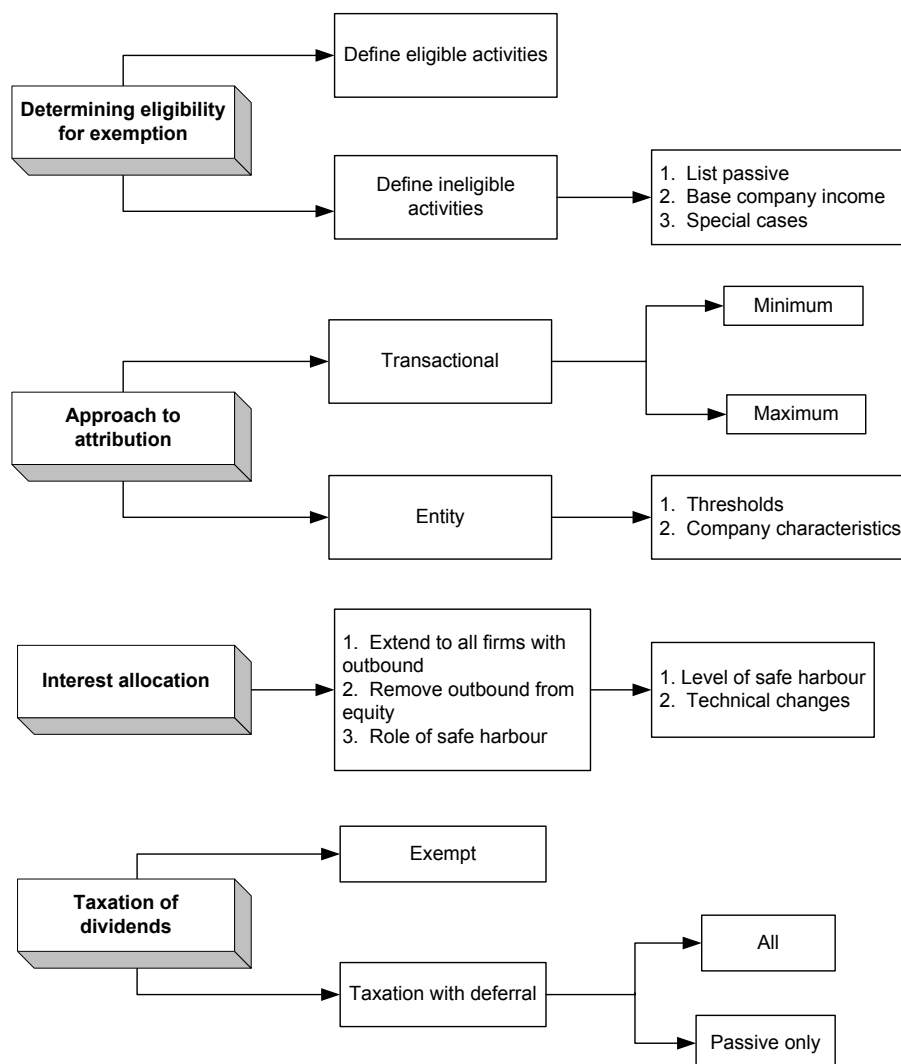 Define eligible activities
Determining eligibility
for exemption
Define ineligible
activities
1. List passive
2. Base company income
3. Special cases
Minimum
Transactional
Maximum
Approach to
attribution
Entity
1. Thresholds
2. Company characteristics
Interest allocation
1. Extend to all firms with
outbound
2. Remove outbound from
equity
3. Role of safe harbour
1. Level of safe harbour
2. Technical changes
Exempt
Taxation of
dividends
All
Taxation with deferral
Passive only